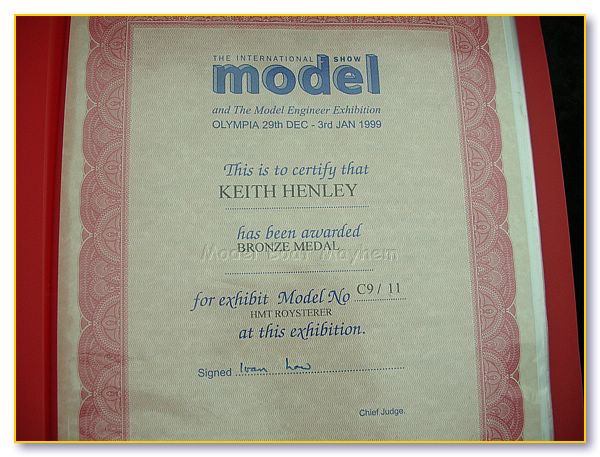 THE INTERNATIONAL SHOW
model
and The Model Engineer Exhibition
OLYMPIA 29th DEC - 3rd JAN 1999
This is to certify that
KEITH HENLEY
has been awarded
BRONZE MEDAL
Model Boat Mayhem
for exhibit Model No C9 / 11
HMT ROYSTERER
at this exhibition.
Signed Ivan Law
Chief Judge.